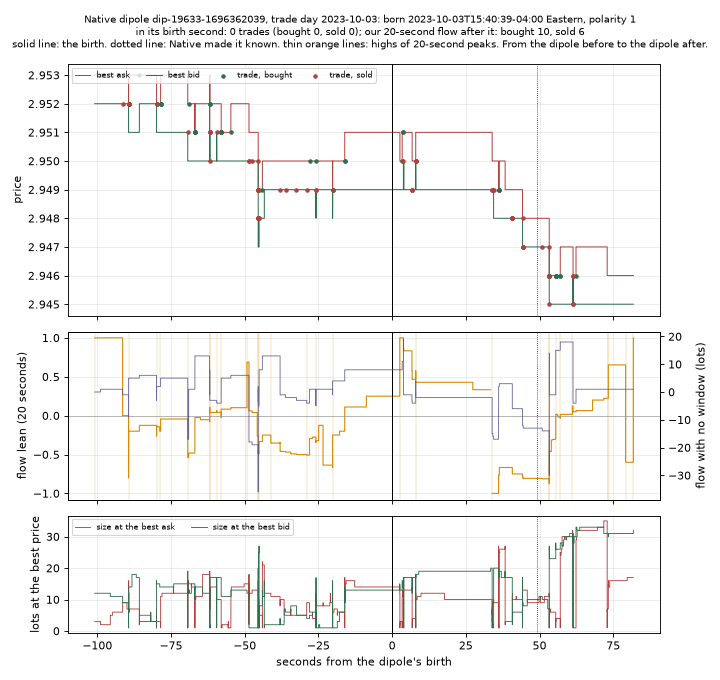 Native dipole dip-19633-1696362039, trade day 2023-10-03: born 2023-10-03T15:40:39-04:00 Eastern, polarity 1
in its birth second: 0 trades (bought 0, sold 0); our 20-second flow after it: bought 10, sold 6
solid line: the birth. dotted line: Native made it known. thin orange lines: highs of 20-second peaks. From the dipole before to the dipole after.
best ask best bid trade, bought trade, sold
2.953
2.952
2.951
2.950
2.949
2.948
2.947
2.946
2.945
price
1.0
0.5
0.0
−0.5
−1.0
flow lean (20 seconds)
20
10
0
−10
−20
−30
flow with no window (lots)
size at the best ask size at the best bid
30
20
10
0
lots at the best price
−100 −75 −50 −25 0 25 50 75
seconds from the dipole's birth